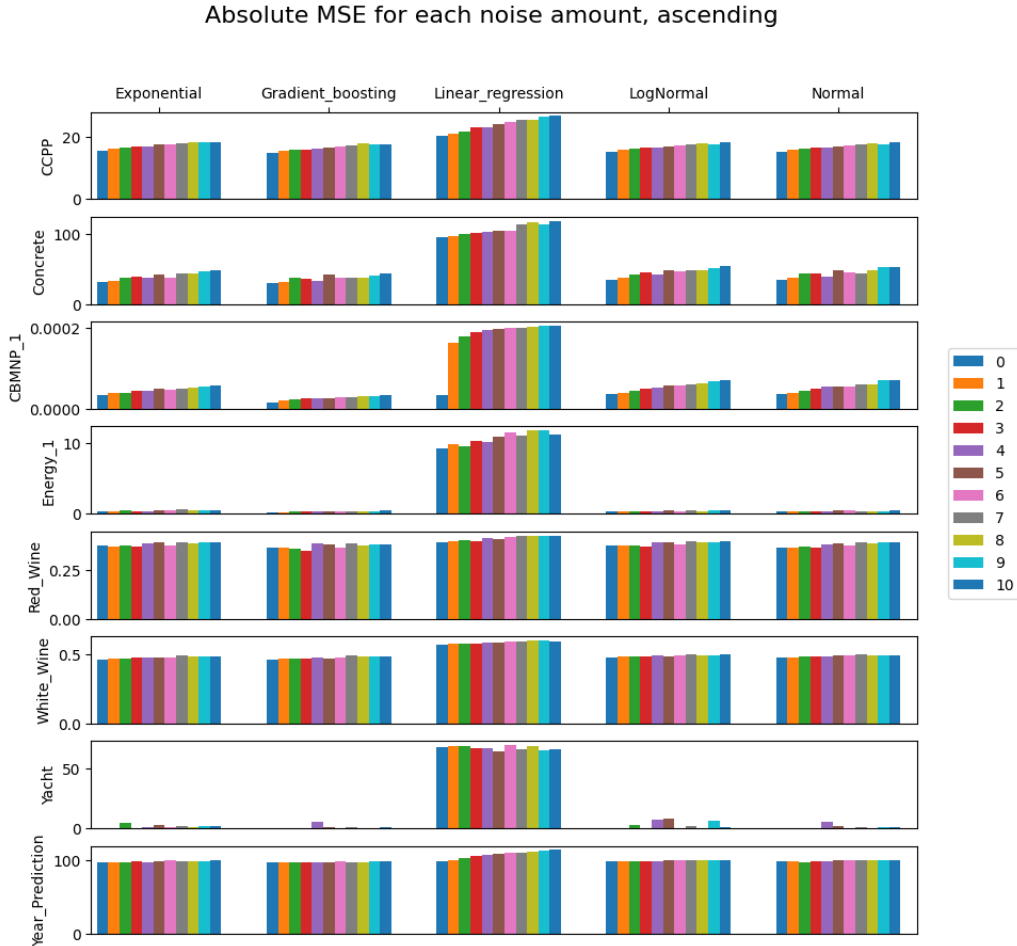 Absolute MSE for each noise amount, ascending
Exponential Gradient_boosting Linear_regression LogNormal Normal
CCPP
20
0
Concrete
100
0
CBMNP_1
0.0002
0.0000
Energy_1
10
0
Red_Wine
0.25
0.00
White_Wine
0.5
0.0
Yacht
50
0
Year_Prediction
100
0
0
1
2
3
4
5
6
7
8
9
10